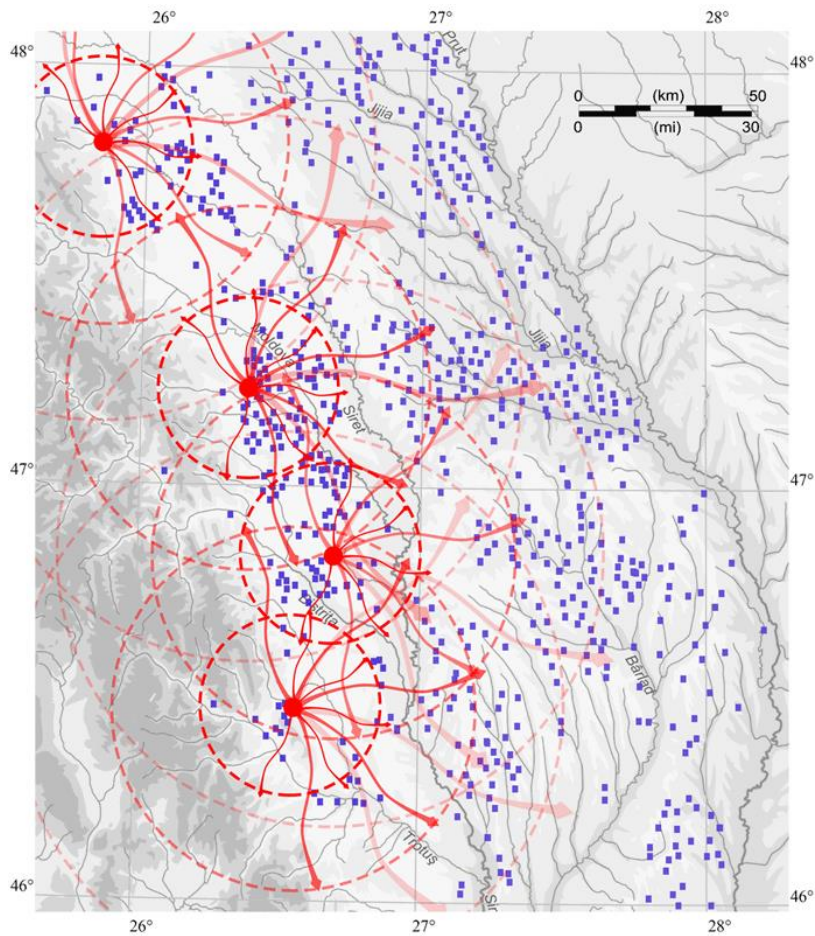 26°
27°
28°
48°
48°
Prut
Jijia
0 (km) 50
0 (mi) 30
Jijia
Moldova
Siret
47°
47°
Bistrița
Bârlad
Trotuș
46°
46°
Sir
26°
27°
28°